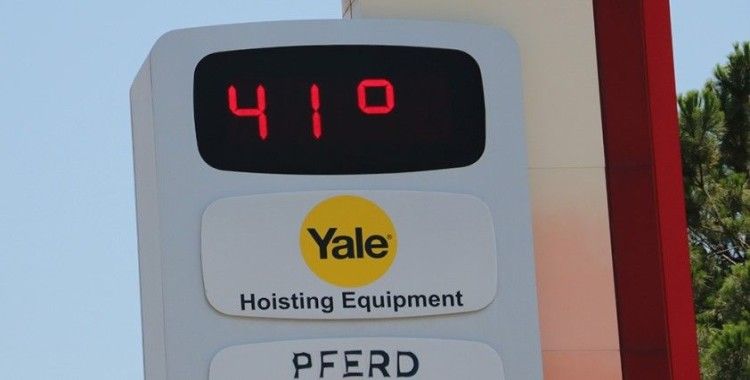 41°
Yale®
Hoisting Equipment
PFERD